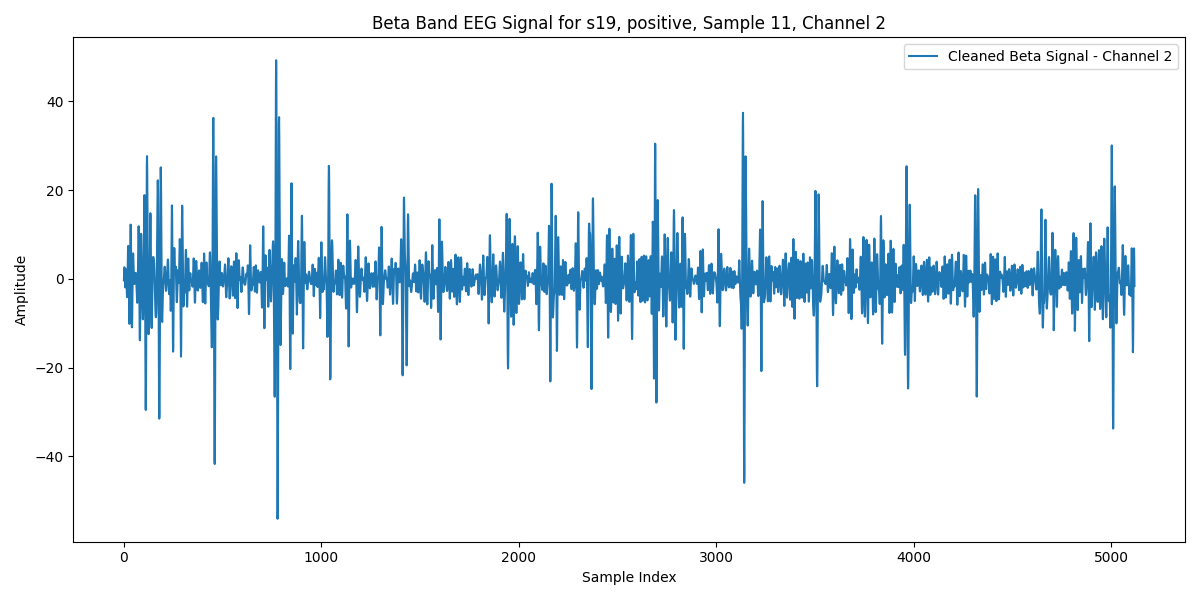 Beta Band EEG Signal for s19, positive, Sample 11, Channel 2
Cleaned Beta Signal - Channel 2
Amplitude
40
20
0
−20
−40
0 1000 2000 3000 4000 5000
Sample Index